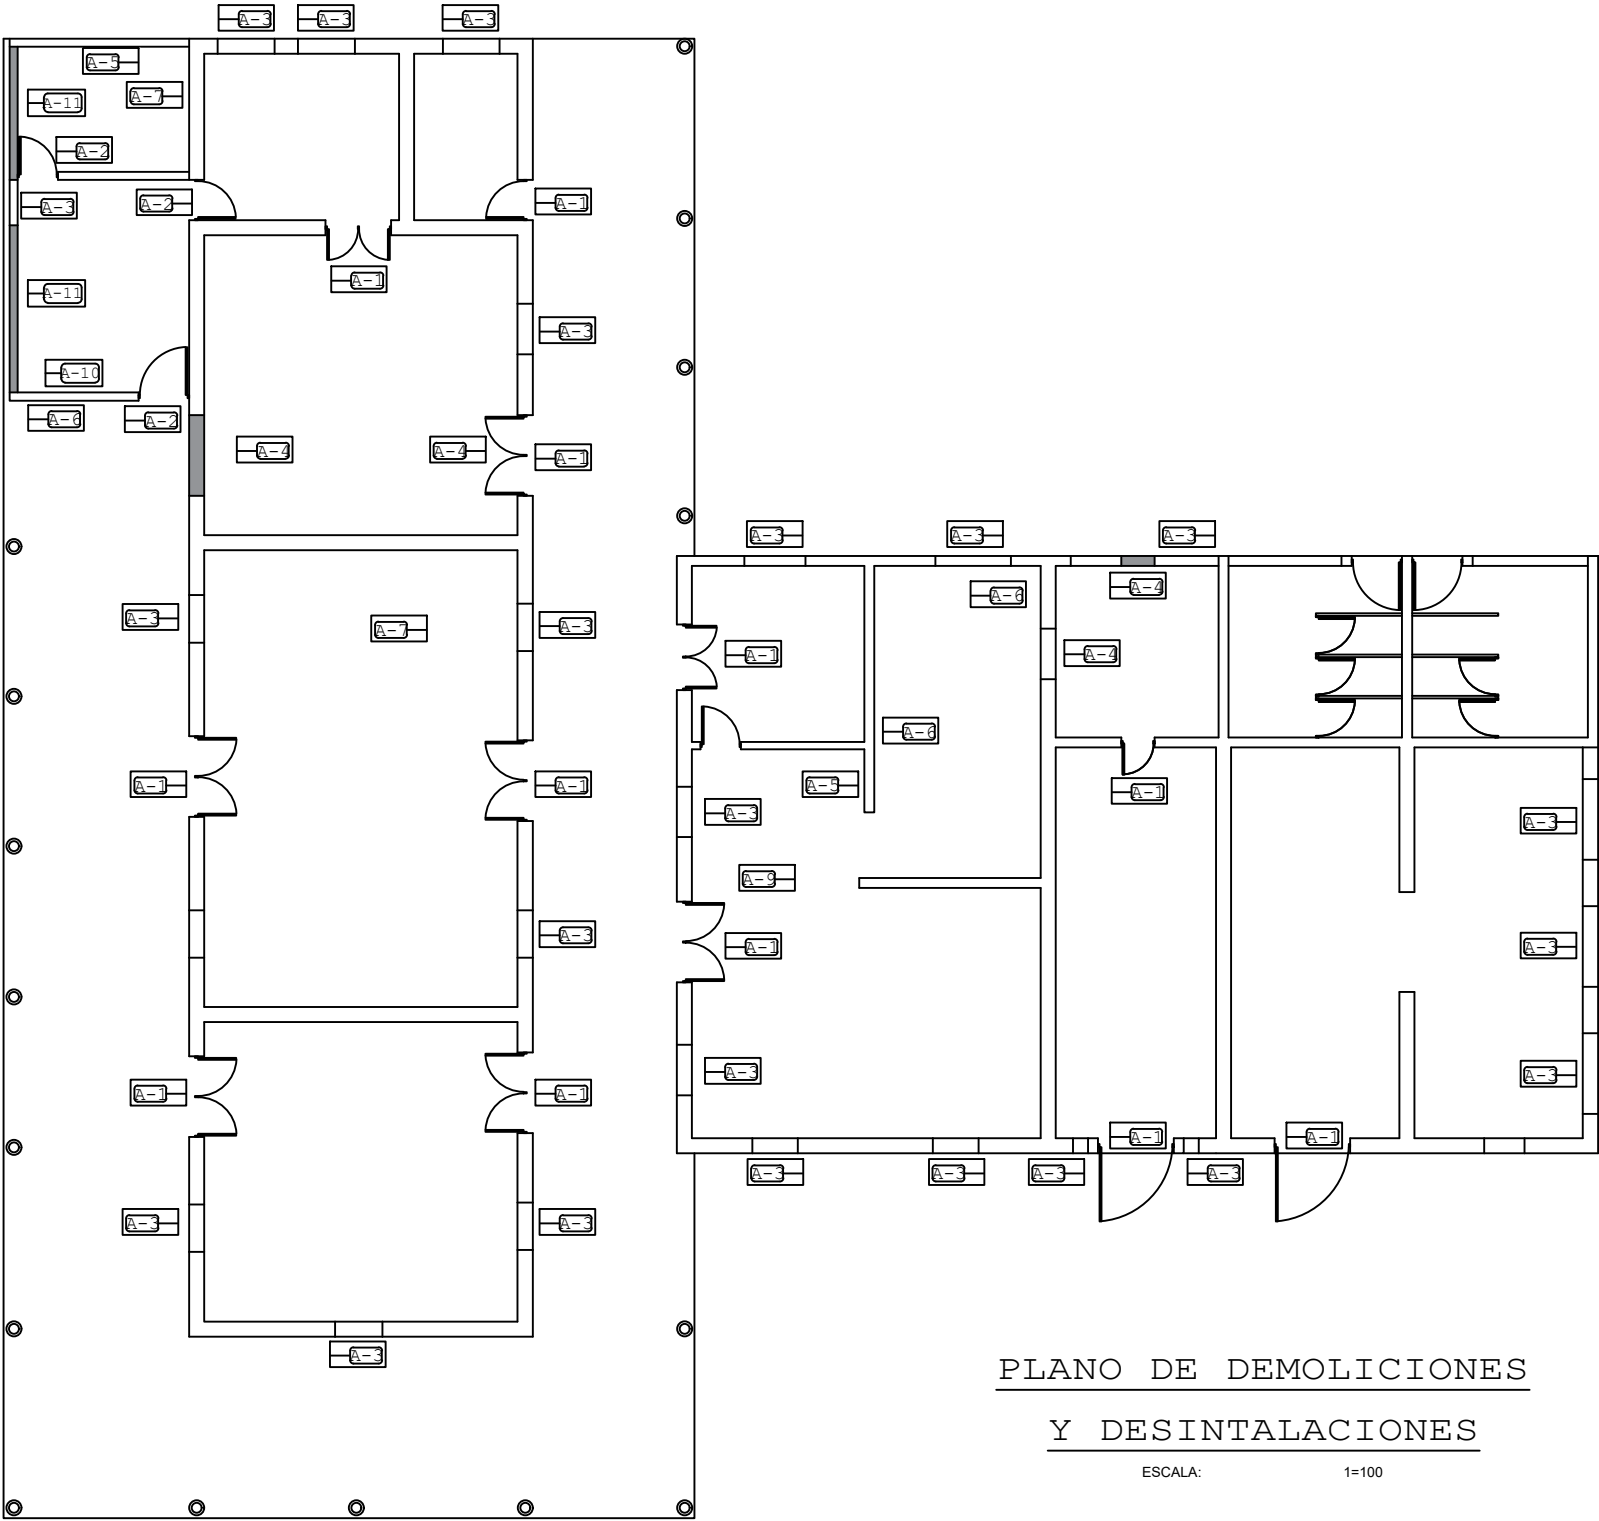 A-3 A-3 A-3
A-5
A-7
A-11
A-2
A-3 A-2 A-1
A-1
A-11
A-3
A-10
A-6 A-2
A-4 A-4 A-1
A-3 A-3 A-3
A-4
A-6
A-3 A-7 A-3
A-1 A-4
A-6
A-1 A-1 A-5 A-1
A-3 A-3
A-9
A-3 A-1 A-3
A-3 A-3
A-1 A-1
A-1 A-1
A-3 A-3 A-3 A-3
A-3 A-3
A-3
PLANO DE DEMOLICIONES
Y DESINTALACIONES
ESCALA: 1=100